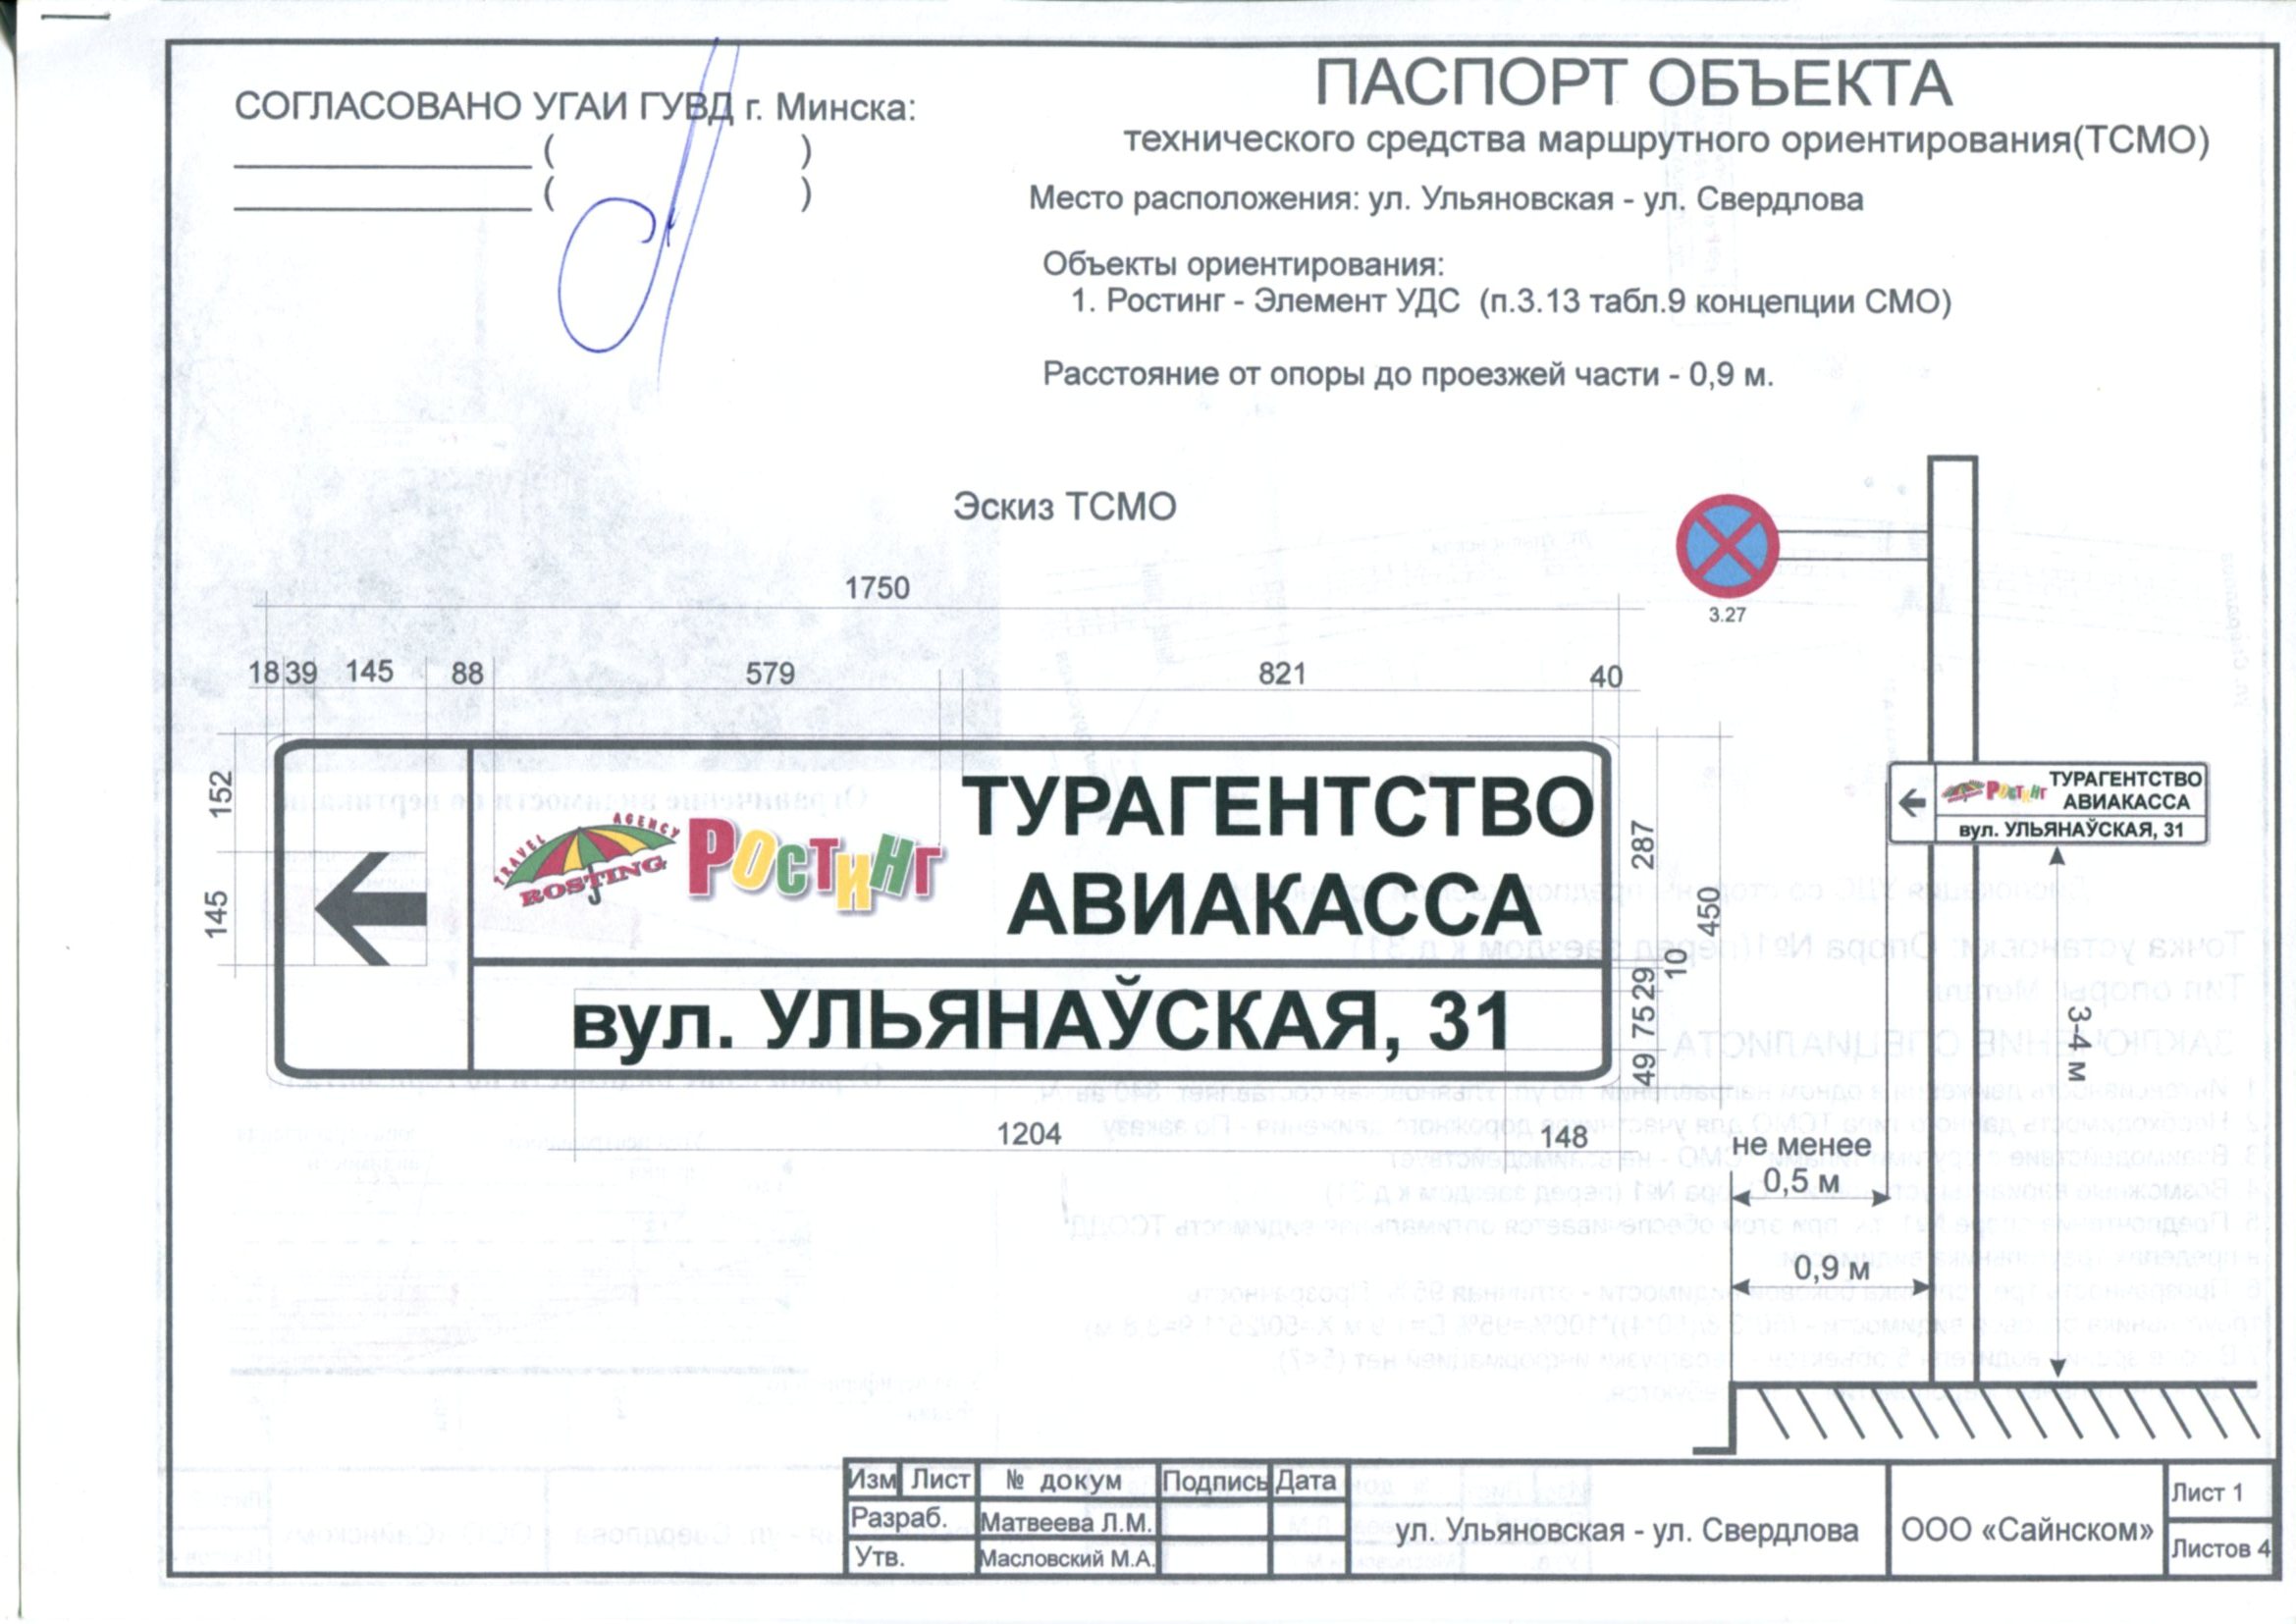 СОГЛАСОВАНО УГАИ ГУВД г. Минска:
( )
( )
ПАСПОРТ ОБЪЕКТА
технического средства маршрутного ориентирования(ТСМО)
Место расположения: ул. Ульяновская - ул. Свердлова
Объекты ориентирования:
1. Ростинг - Элемент УДС (п.3.13 табл.9 концепции СМО)
Расстояние от опоры до проезжей части - 0,9 м.
Эскиз ТСМО
3.27
1750
18 39 145 88 579 821 40
152
145
TRAVEL AGENCY
ROSTING
РОСТИНГ
ТУРАГЕНТСТВО
АВИАКАССА
вул. УЛЬЯНАЎСКАЯ, 31
287
450
10
29
75
49
1204 148
РОСТИНГ
ТУРАГЕНТСТВО
АВИАКАССА
вул. УЛЬЯНАЎСКАЯ, 31
3-4 м
не менее
0,5 м
0,9 м
Изм Лист № докум Подпись Дата
Разраб. Матвеева Л.М.
Утв. Масловский М.А.
ул. Ульяновская - ул. Свердлова
ООО «Сайнском»
Лист 1
Листов 4